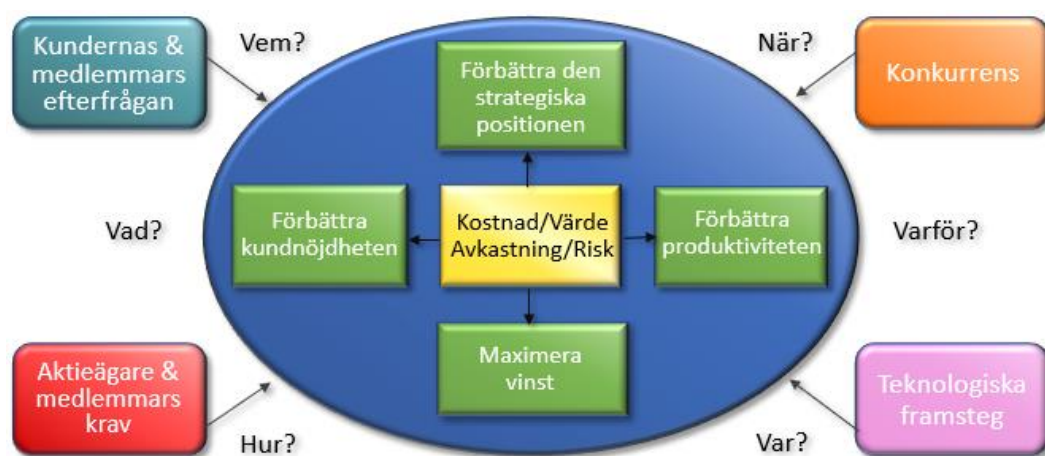 Kundernas &
medlemmars
efterfrågan
Vem?
När?
Konkurrens
Förbättra den
strategiska
positionen
Vad?
Förbättra
kundnöjdheten
Kostnad/Värde
Avkastning/Risk
Förbättra
produktiviteten
Varför?
Aktieägare &
medlemmars
krav
Maximera
vinst
Teknologiska
framsteg
Hur?
Var?